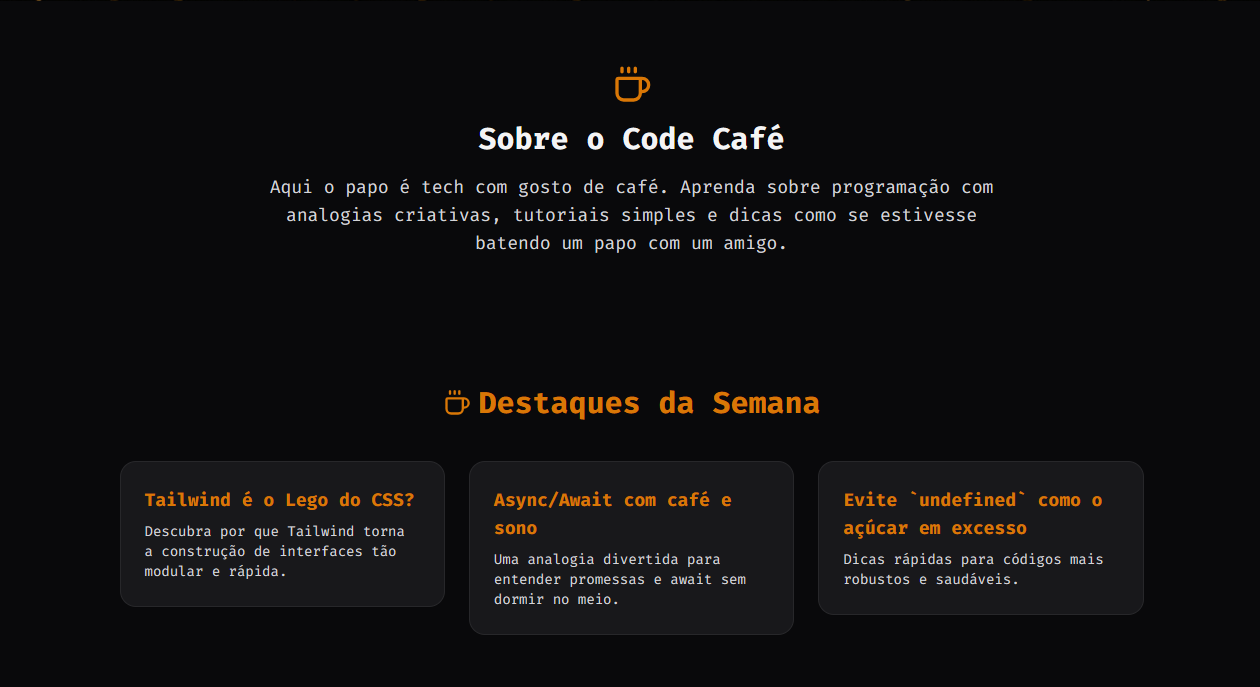 Sobre o Code Café
Aqui o papo é tech com gosto de café. Aprenda sobre programação com
analogias criativas, tutoriais simples e dicas como se estivesse
batendo um papo com um amigo.
Destaques da Semana
Tailwind é o Lego do CSS?
Descubra por que Tailwind torna
a construção de interfaces tão
modular e rápida.
Async/Await com café e
sono
Uma analogia divertida para
entender promessas e await sem
dormir no meio.
Evite `undefined` como o
açúcar em excesso
Dicas rápidas para códigos mais
robustos e saudáveis.